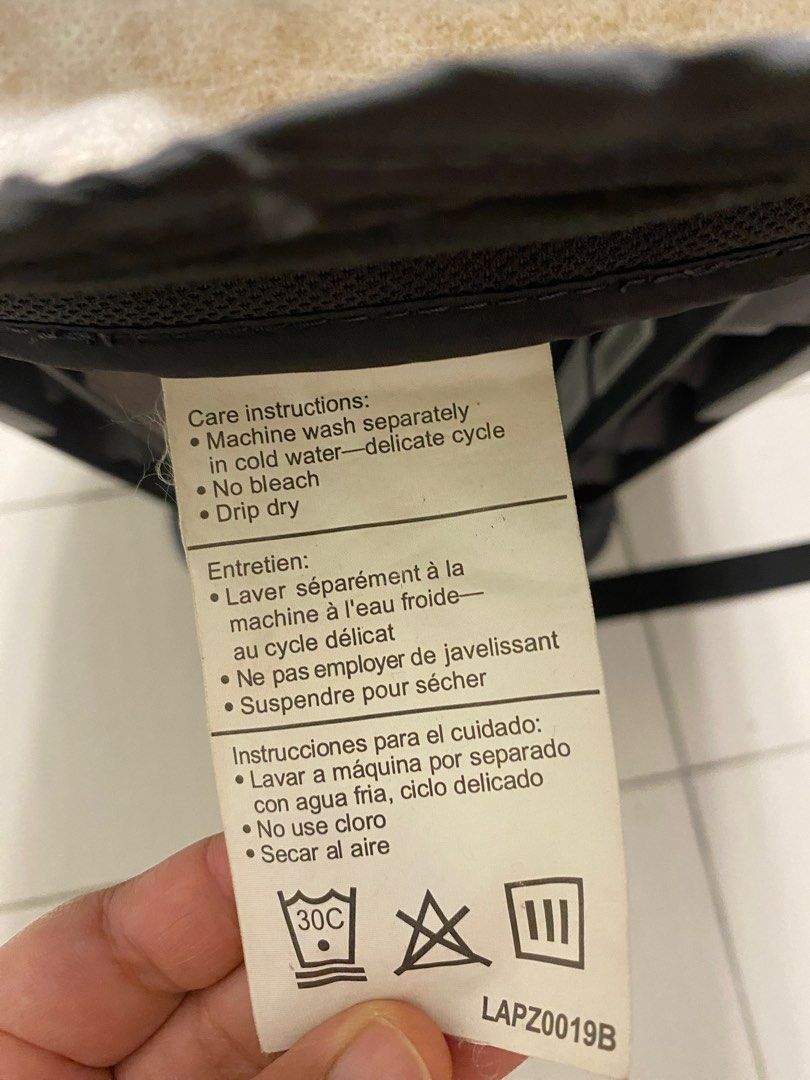 Care instructions:
• Machine wash separately
in cold water—delicate cycle
• No bleach
• Drip dry
Entretien:
• Laver séparément à la
machine à l'eau froide—
au cycle délicat
• Ne pas employer de javelissant
• Suspendre pour sécher
Instrucciones para el cuidado:
• Lavar a máquina por separado
con agua fria, ciclo delicado
• No use cloro
• Secar al aire
30C
LAPZ0019B